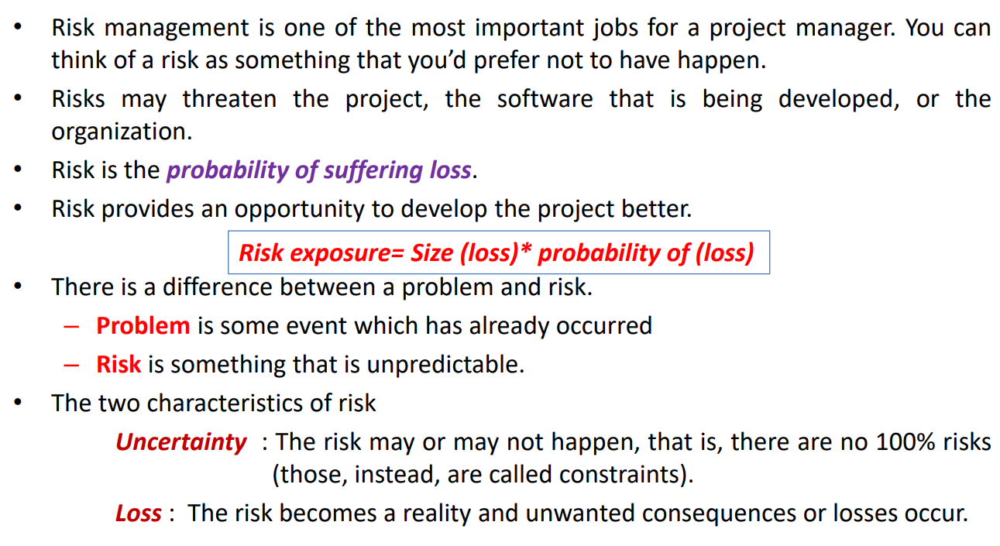 • Risk management is one of the most important jobs for a project manager. You can
think of a risk as something that you’d prefer not to have happen.
• Risks may threaten the project, the software that is being developed, or the
organization.
• Risk is the probability of suffering loss.
• Risk provides an opportunity to develop the project better.
Risk exposure= Size (loss)* probability of (loss)
• There is a difference between a problem and risk.
– Problem is some event which has already occurred
– Risk is something that is unpredictable.
• The two characteristics of risk
Uncertainty : The risk may or may not happen, that is, there are no 100% risks
(those, instead, are called constraints).
Loss : The risk becomes a reality and unwanted consequences or losses occur.